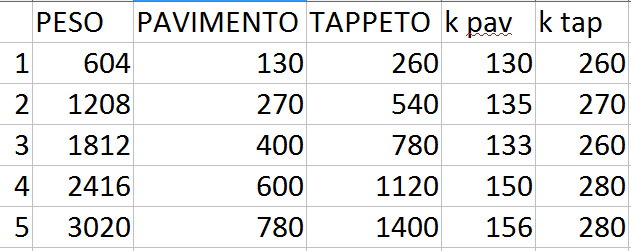 PESO PAVIMENTO TAPPETO k pav k tap
1 604 130 260 130 260
2 1208 270 540 135 270
3 1812 400 780 133 260
4 2416 600 1120 150 280
5 3020 780 1400 156 280